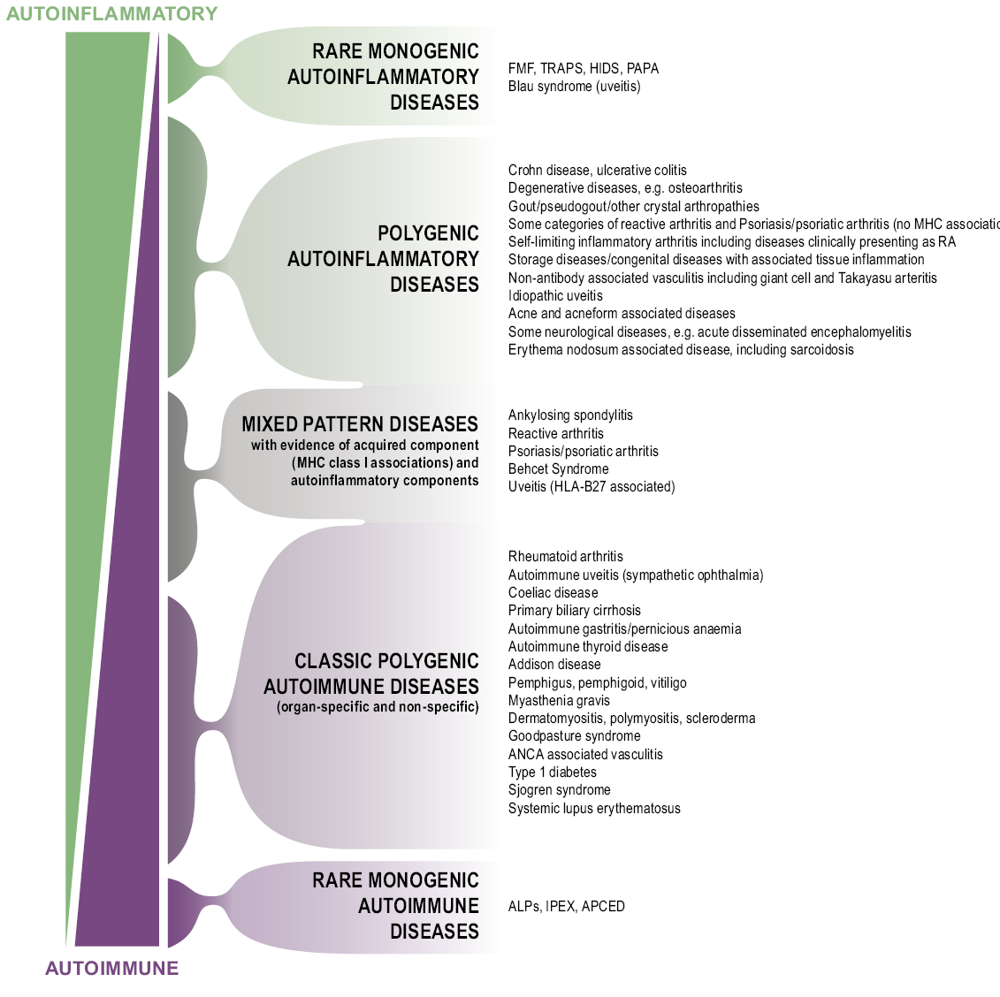 AUTOINFLAMMATORY
RARE MONOGENIC
AUTOINFLAMMATORY
DISEASES
FMF, TRAPS, HIDS, PAPA
Blau syndrome (uveitis)
POLYGENIC
AUTOINFLAMMATORY
DISEASES
Crohn disease, ulcerative colitis
Degenerative diseases, e.g. osteoarthritis
Gout/pseudogout/other crystal arthropathies
Some categories of reactive arthritis and Psoriasis/psoriatic arthritis (no MHC
Self-limiting inflammatory arthritis including diseases clinically presenting as RA
Storage diseases/congenital diseases with associated tissue inflammation
Non-antibody associated vasculitis including giant cell and Takayasu arteritis
Idiopathic uveitis
Acne and acneform associated diseases
Some neurological diseases, e.g. acute disseminated encephalomyelitis
Erythema nodosum associated disease, including sarcoidosis
MIXED PATTERN DISEASES
with evidence of acquired component
(MHC class I associations) and
autoinflammatory components
Ankylosing spondylitis
Reactive arthritis
Psoriasis/psoriatic arthritis
Behcet Syndrome
Uveitis (HLA-B27 associated)
CLASSIC POLYGENIC
AUTOIMMUNE DISEASES
(organ-specific and non-specific)
Rheumatoid arthritis
Autoimmune uveitis (sympathetic ophthalmia)
Coeliac disease
Primary biliary cirrhosis
Autoimmune gastritis/pernicious anaemia
Autoimmune thyroid disease
Addison disease
Pemphigus, pemphigoid, vitiligo
Myasthenia gravis
Dermatomyositis, polymyositis, scleroderma
Goodpasture syndrome
ANCA associated vasculitis
Type 1 diabetes
Sjogren syndrome
Systemic lupus erythematosus
RARE MONOGENIC
AUTOIMMUNE
DISEASES
ALPs, IPEX, APCED
AUTOIMMUNE